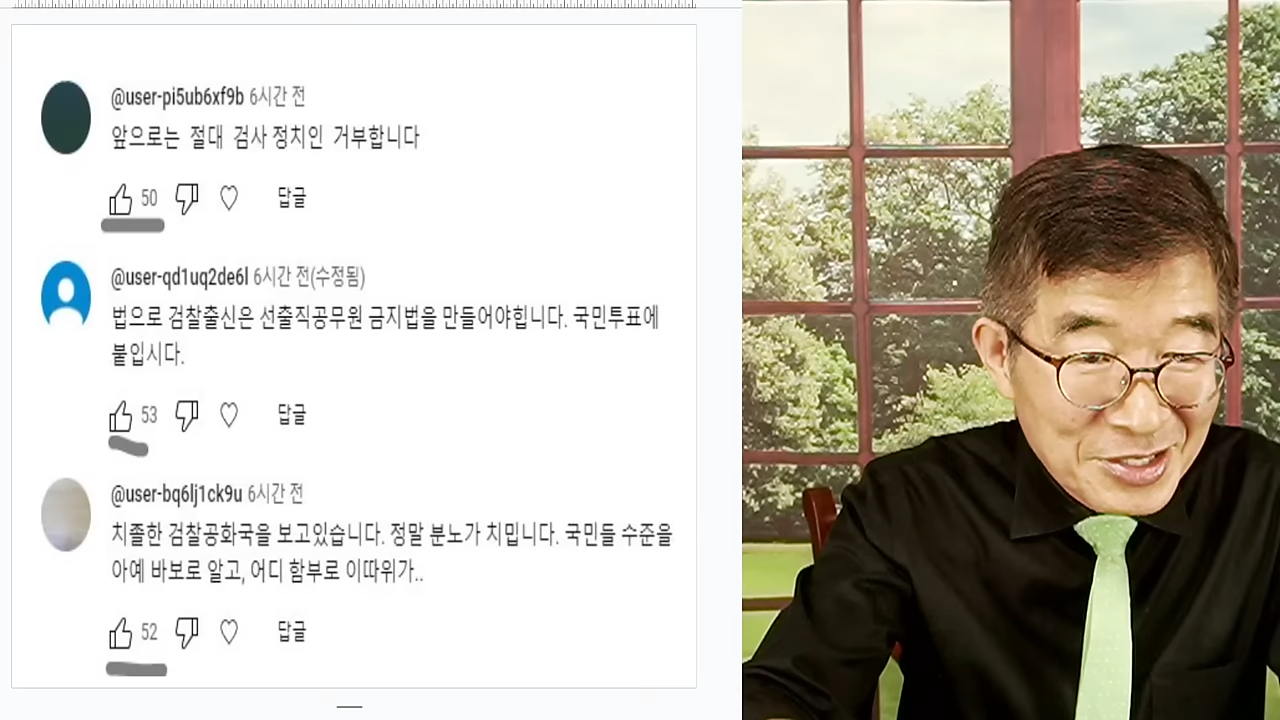 @user-pi5ub6xf9b 6시간 전
앞으로는 절대 검사 정치인 거부합니다
50 답글
@user-qd1uq2de6l 6시간 전(수정됨)
법으로 검찰출신은 선출직공무원 금지법을 만들어야힙니다. 국민투표에
붙입시다.
53 답글
@user-bq6lj1ck9u 6시간 전
치졸한 검찰공화국을 보고있습니다. 정말 분노가 치밉니다. 국민들 수준을
아예 바보로 알고, 어디 함부로 이따위가..
52 답글